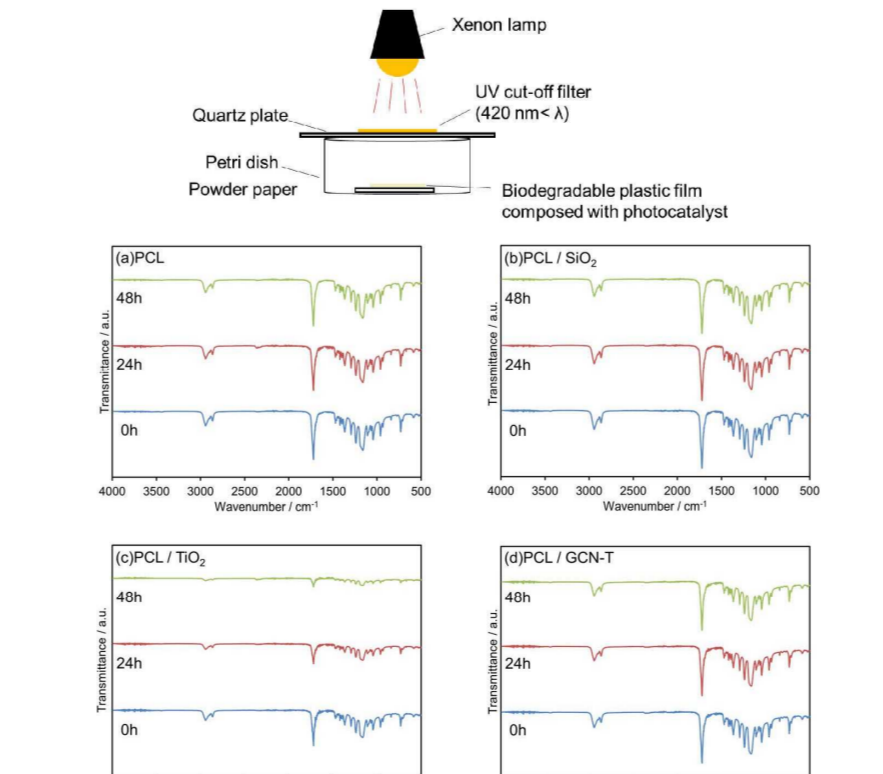 Xenon lamp
UV cut-off filter
(420 nm< λ)
Quartz plate
Petri dish
Powder paper
Biodegradable plastic film
composed with photocatalyst
(a)PCL
48h
24h
0h
Transmittance / a.u.
4000 3500 3000 2500 2000 1500 1000 500
Wavenumber / cm⁻¹
(b)PCL / SiO₂
48h
24h
0h
Transmittance / a.u.
4000 3500 3000 2500 2000 1500 1000 500
Wavenumber / cm⁻¹
(c)PCL / TiO₂
48h
24h
0h
Transmittance / a.u.
(d)PCL / GCN-T
48h
24h
0h
Transmittance / a.u.